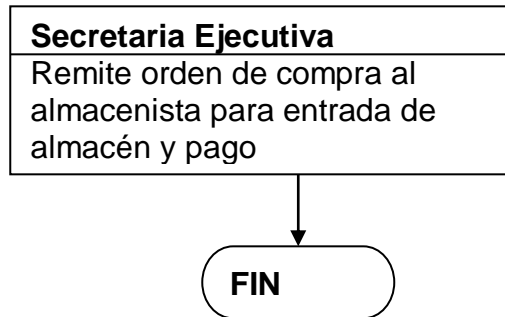 Secretaria Ejecutiva
Remite orden de compra al
almacenista para entrada de
almacén y pago
FIN